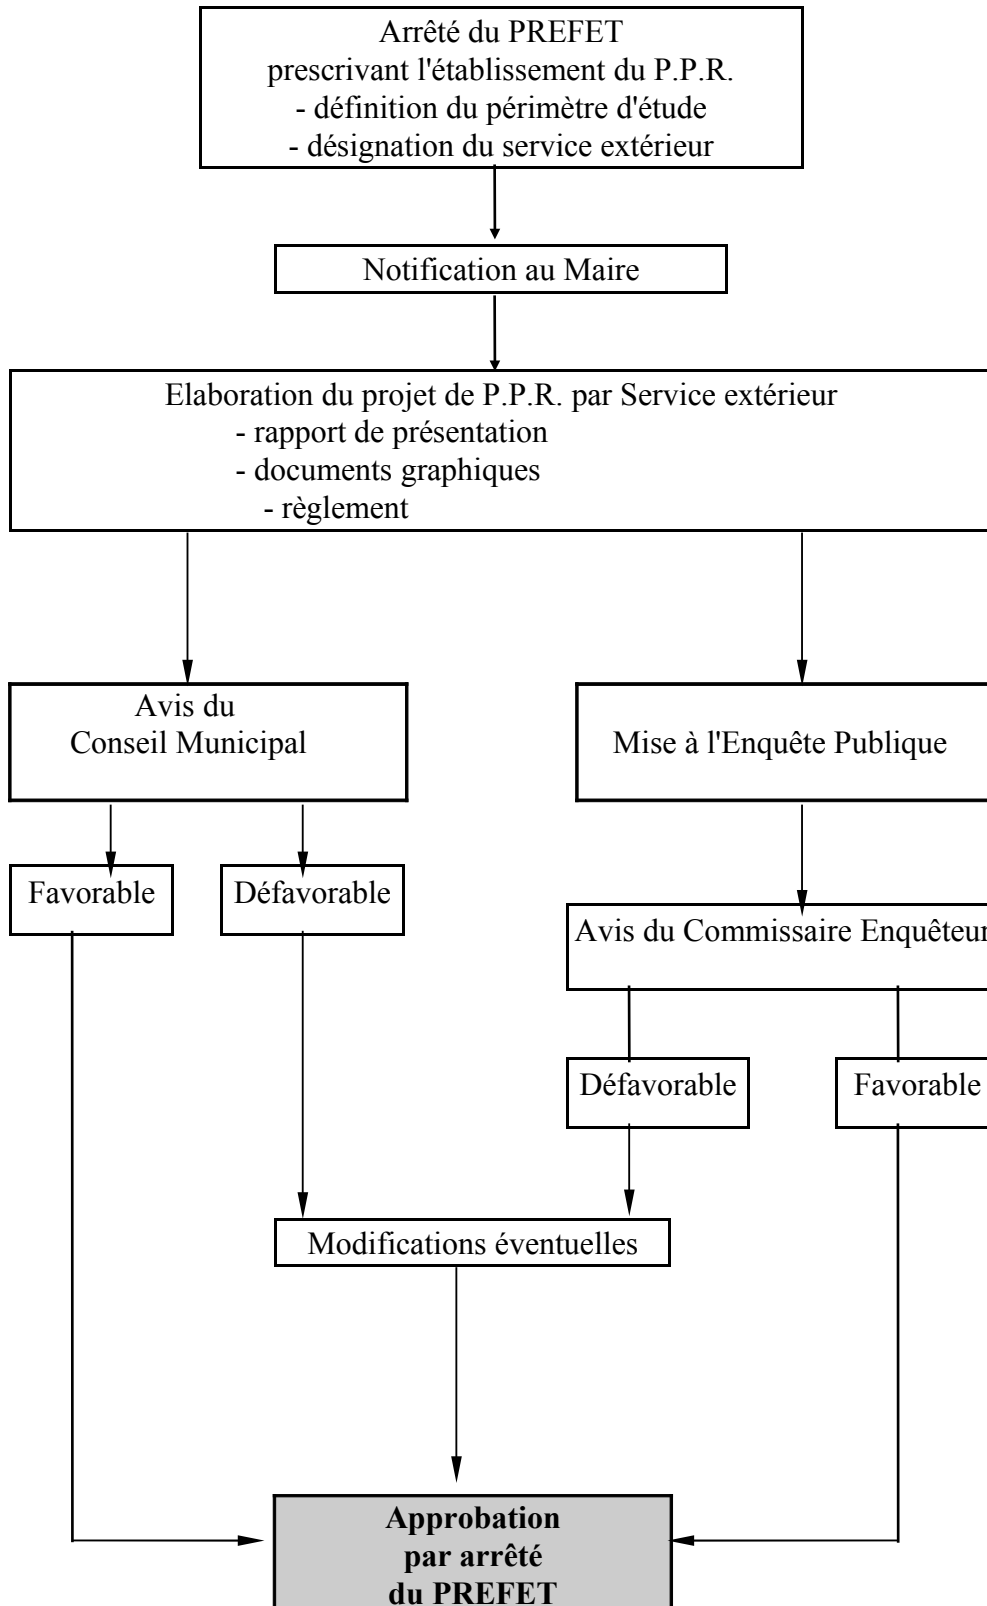 Arrêté du PREFET
prescrivant l'établissement du P.P.R.
- définition du périmètre d'étude
- désignation du service extérieur
Notification au Maire
Elaboration du projet de P.P.R. par Service extérieur
- rapport de présentation
- documents graphiques
- règlement
Avis du
Conseil Municipal
Mise à l'Enquête Publique
Favorable
Défavorable
Avis du Commissaire Enquêteur
Défavorable
Favorable
Modifications éventuelles
Approbation
par arrêté
du PREFET